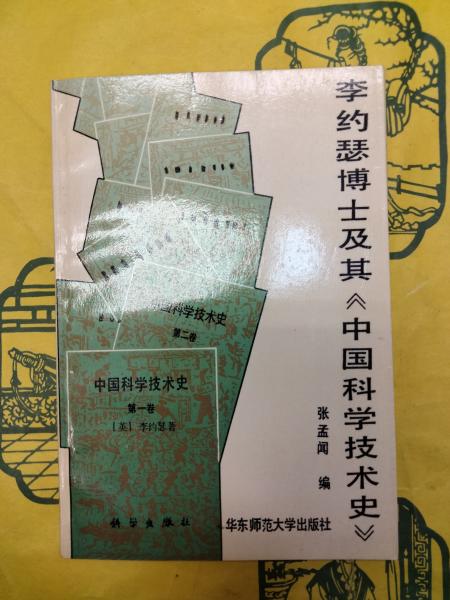 李约瑟博士及其《中国科学技术史》
张孟闻 编
国科学技术史
第二卷
中国科学技术史
第一卷
[英] 李约瑟著
科学出版社
华东师范大学出版社